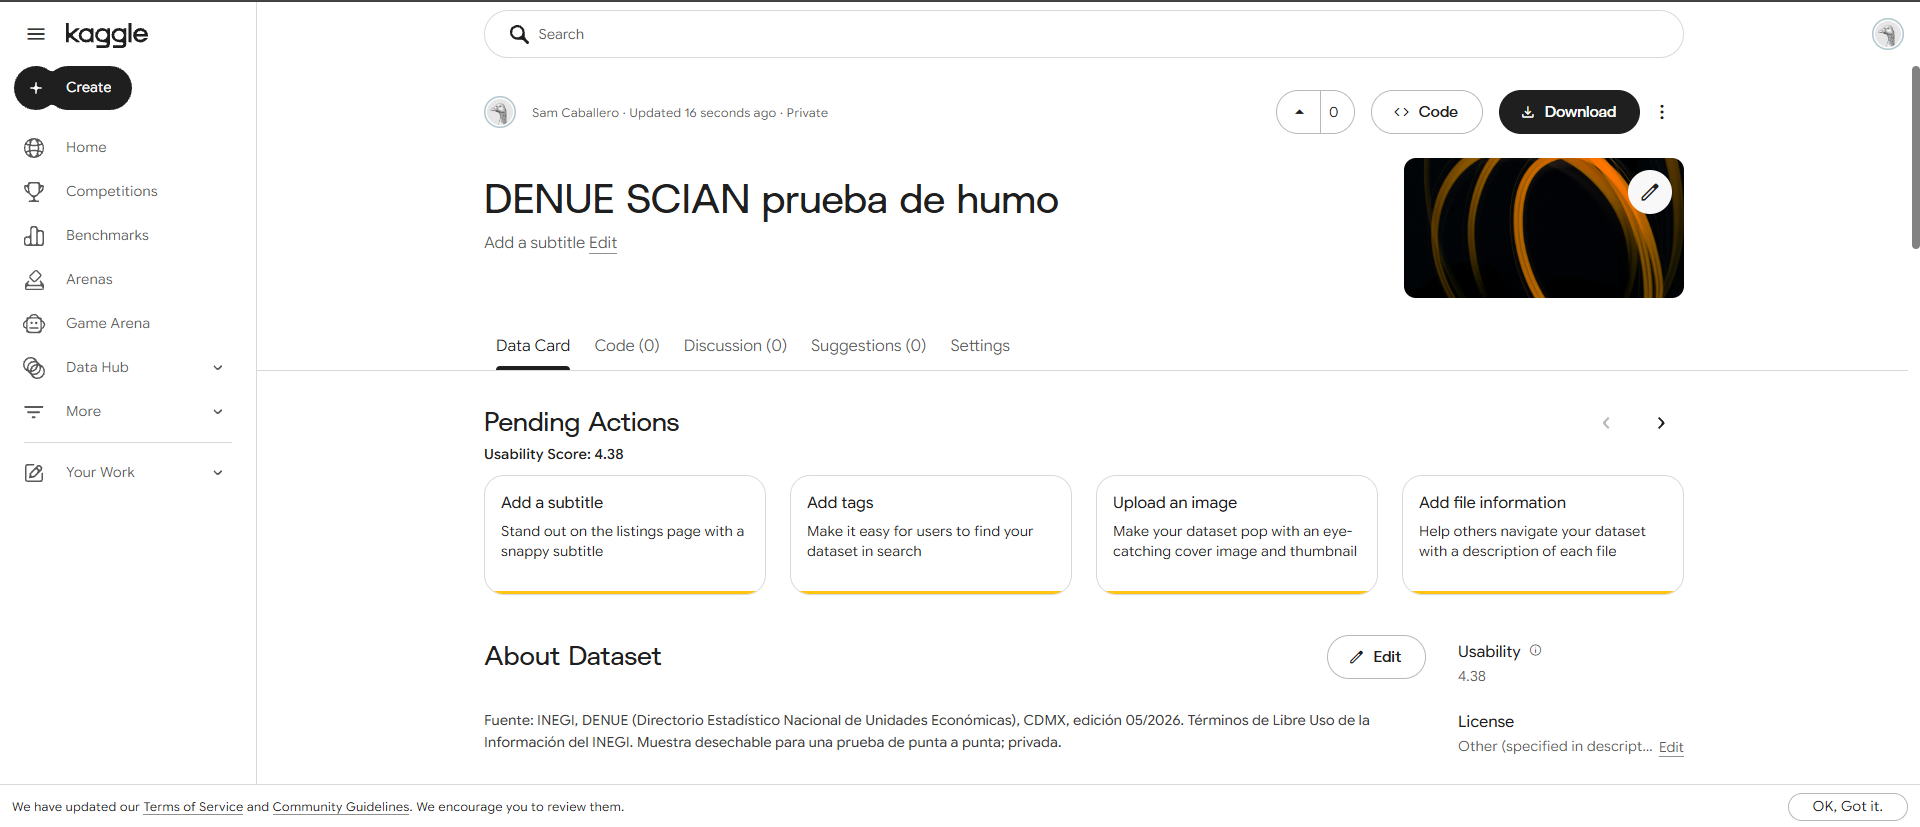 kaggle
Search
Create
Home
Competitions
Benchmarks
Arenas
Game Arena
Data Hub
More
Your Work
Sam Caballero · Updated 16 seconds ago · Private
0
<> Code
Download
DENUE SCIAN prueba de humo
Add a subtitle Edit
Data Card
Code (0)
Discussion (0)
Suggestions (0)
Settings
Pending Actions
Usability Score: 4.38
Add a subtitle
Stand out on the listings page with a
snappy subtitle
Add tags
Make it easy for users to find your
dataset in search
Upload an image
Make your dataset pop with an eye-
catching cover image and thumbnail
Add file information
Help others navigate your dataset
with a description of each file
About Dataset
Edit
Fuente: INEGI, DENUE (Directorio Estadístico Nacional de Unidades Económicas), CDMX, edición 05/2026. Términos de Libre Uso de la
Información del INEGI. Muestra desechable para una prueba de punta a punta; privada.
Usability
4.38
License
Other (specified in descript... Edit
We have updated our Terms of Service and Community Guidelines. We encourage you to review them.
OK, Got it.